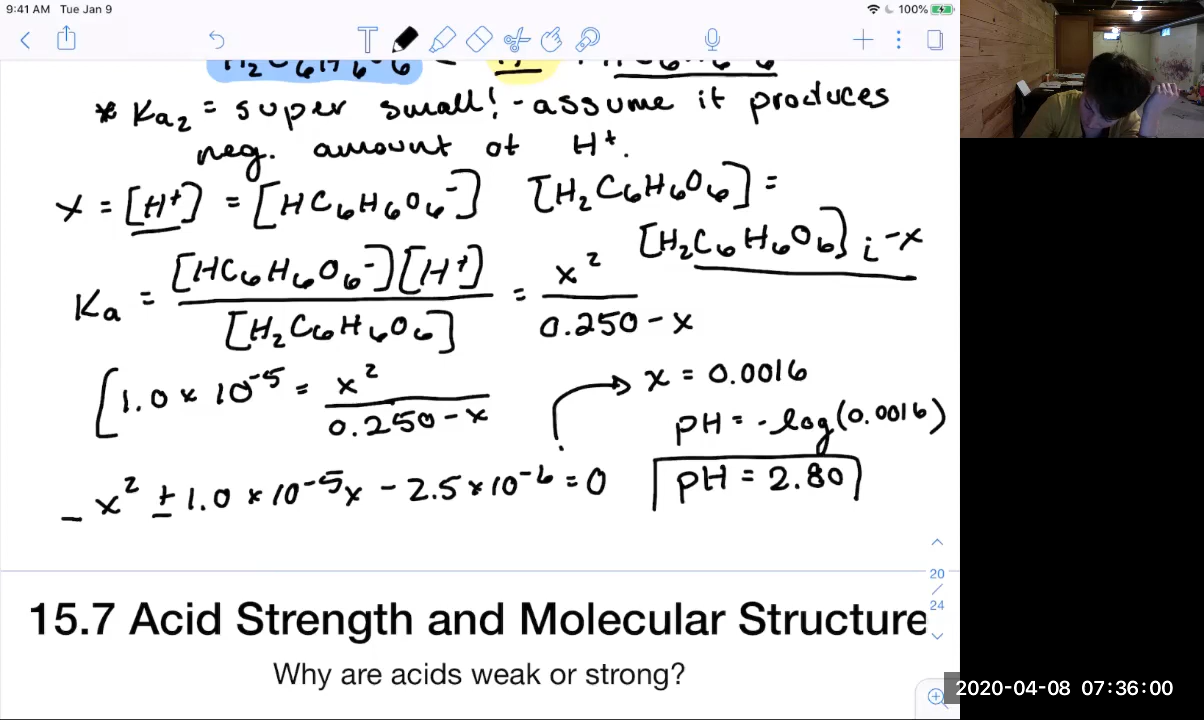 9:41 AM Tue Jan 9
100%
* Ka₂ = super small! - assume it produces
neg. amount of H⁺.
x = [H⁺] = [HC₆H₆O₆⁻] [H₂C₆H₆O₆] =
[H₂C₆H₆O₆]i - x
Ka = [HC₆H₆O₆⁻][H⁺] / [H₂C₆H₆O₆] = x² / 0.250 - x
[1.0 × 10⁻⁵ = x² / 0.250 - x
x = 0.0016
pH = -log(0.0016)
x² + 1.0 × 10⁻⁵x - 2.5 × 10⁻⁶ = 0
pH = 2.80
20
/
24
15.7 Acid Strength and Molecular Structure
Why are acids weak or strong?
2020-04-08 07:36:00